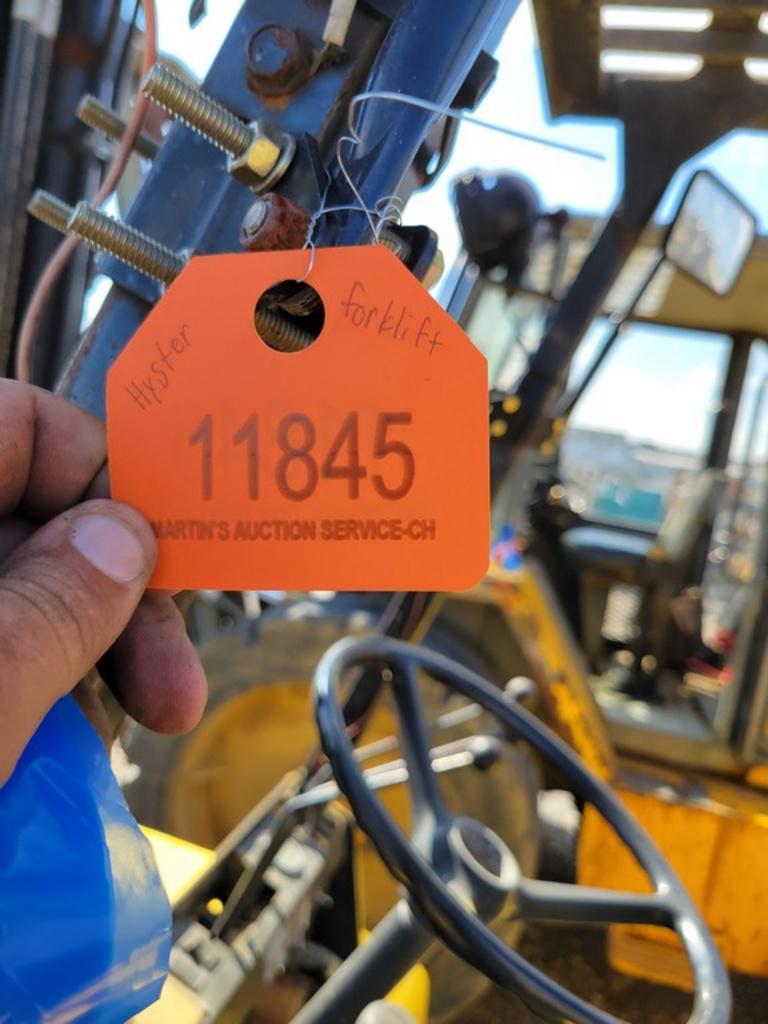 Hyster forklift
11845
MARTIN'S AUCTION SERVICE-CH